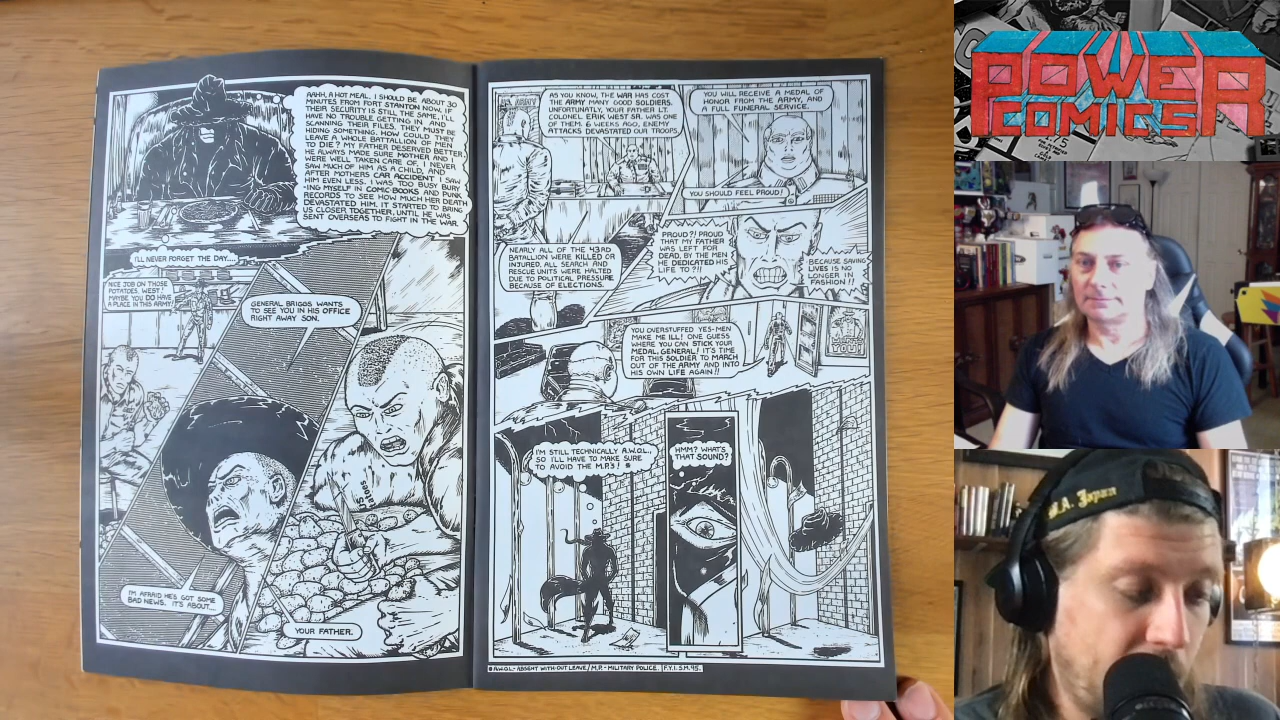 AAHH, A HOT MEAL. I SHOULD BE ABOUT 30
MINUTES FROM FORT STANTON NOW. IF
THEIR SECURITY IS STILL THE SAME, I'LL
HAVE NO TROUBLE GETTING IN AND
SCANNING THEIR FILES. THEY MUST BE
HIDING SOMETHING. HOW COULD THEY
LEAVE A WHOLE BATTALION OF MEN
TO DIE? MY FATHER DESERVED BETTER.
HE ALWAYS MADE SURE MOTHER AND I
WERE WELL TAKEN CARE OF. I NEVER
SAW MUCH OF HIM AS A CHILD, AND
AFTER MOTHERS CAR ACCIDENT I SAW
HIM EVEN LESS. I WAS TOO BUSY BURY
-ING MYSELF IN COMIC BOOKS AND PUNK
RECORDS TO SEE HOW MUCH HER DEATH
DEVASTATED HIM. IT STARTED TO BRING
US CLOSER TOGETHER, UNTIL HE WAS
SENT OVERSEAS TO FIGHT IN THE WAR.
I'LL NEVER FORGET THE DAY....
NICE JOB ON THOSE
POTATOES, WEST!
MAYBE YOU DO HAVE
A PLACE IN THIS ARMY!
GENERAL BRIGGS WANTS
TO SEE YOU IN HIS OFFICE
RIGHT AWAY SON.
I'M AFRAID HE'S GOT SOME
BAD NEWS. IT'S ABOUT...
YOUR FATHER.
AS YOU KNOW, THE WAR HAS COST
THE ARMY MANY GOOD SOLDIERS.
UNFORTUNATELY, YOUR FATHER LT.
COLONEL ERIK WEST SR. WAS ONE
OF THEM. 6 WEEKS AGO, ENEMY
ATTACKS DEVASTATED OUR TROOPS.
YOU WILL RECEIVE A MEDAL OF
HONOR FROM THE ARMY, AND
A FULL FUNERAL SERVICE.
YOU SHOULD FEEL PROUD!
NEARLY ALL OF THE 43RD
BATTALION WERE KILLED OR
INJURED. ALL SEARCH AND
RESCUE UNITS WERE HALTED
DUE TO POLITICAL PRESSURE
BECAUSE OF ELECTIONS.
PROUD?! PROUD
THAT MY FATHER
WAS LEFT FOR
DEAD, BY THE MEN
HE DEDICATED HIS
LIFE TO?!!
BECAUSE SAVING
LIVES IS NO
LONGER IN
FASHION!!
YOU OVERSTUFFED YES-MEN
MAKE ME ILL! ONE GUESS
WHERE YOU CAN STICK YOUR
MEDAL, GENERAL! IT'S TIME
FOR THIS SOLDIER TO MARCH
OUT OF THE ARMY AND INTO
HIS OWN LIFE AGAIN!!
I'M STILL TECHNICALLY A.W.O.L.,
SO I'LL HAVE TO MAKE SURE
TO AVOID THE M.P.'S!
HMM? WHAT'S
THAT SOUND?
A.W.O.L.- ABSENT WITH-OUT LEAVE / M.P. - MILITARY POLICE.
POWER
COMICS
Japan